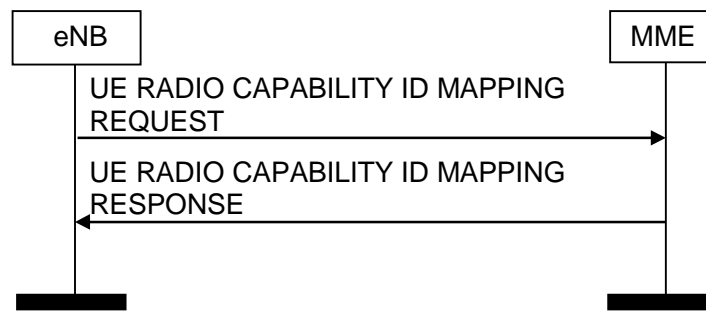 eNB
MME
UE RADIO CAPABILITY ID MAPPING
REQUEST
UE RADIO CAPABILITY ID MAPPING
RESPONSE